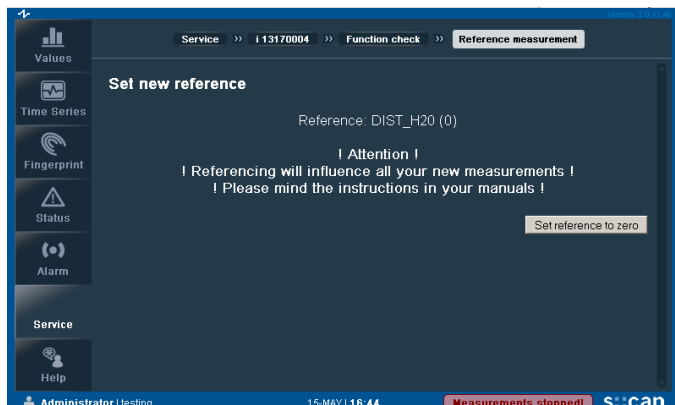 Version: 2.0.13.48
Service » i 13170004 » Function check » Reference measurement
Values
Set new reference
Time Series
Reference: DIST_H20 (0)
! Attention !
! Referencing will influence all your new measurements !
! Please mind the instructions in your manuals !
Fingerprint
Status
Set reference to zero
Alarm
Service
Help
Administrator | testing 15-MAY | 16:44 Measurements stopped! s::can